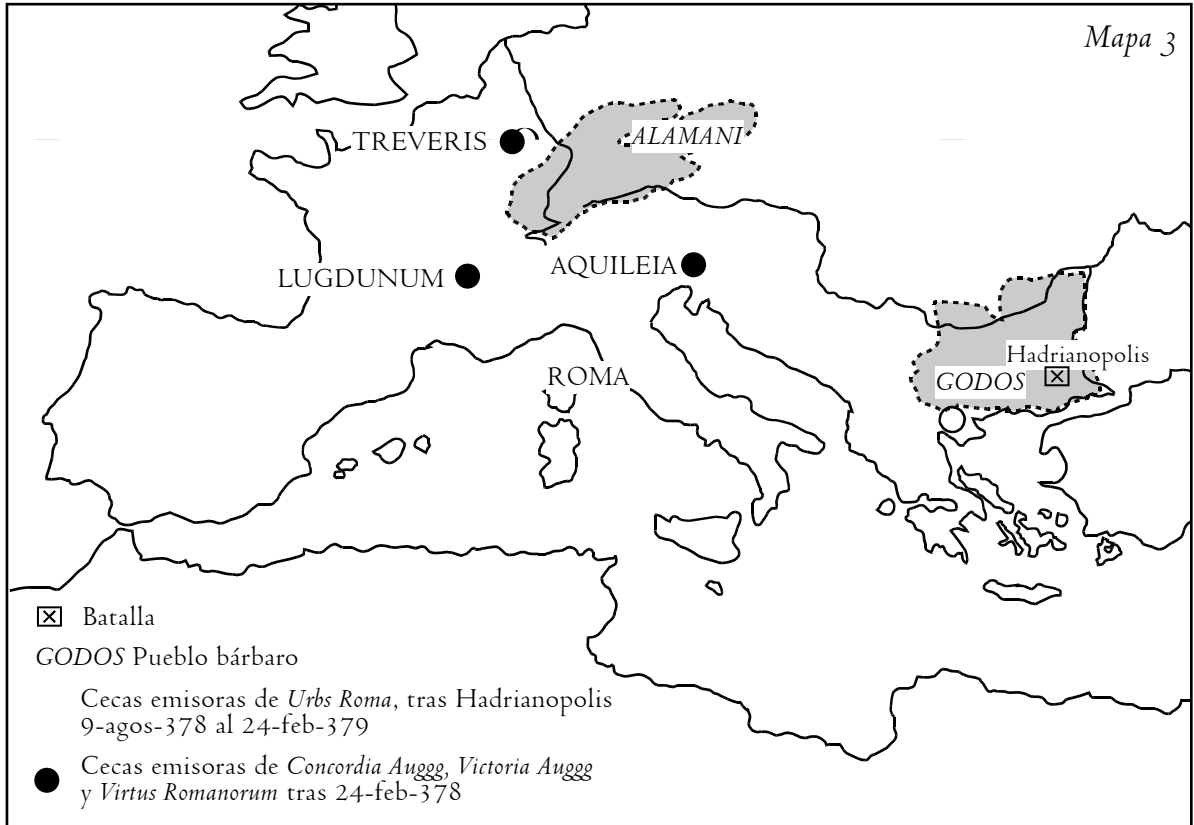 Mapa 3
TREVERIS
ALAMANI
LUGDUNUM
AQUILEIA
Hadrianopolis
ROMA
GODOS
Batalla
GODOS Pueblo bárbaro
Cecas emisoras de Urbs Roma, tras Hadrianopolis
9-agos-378 al 24-feb-379
Cecas emisoras de Concordia Auggg, Victoria Auggg
y Virtus Romanorum tras 24-feb-378